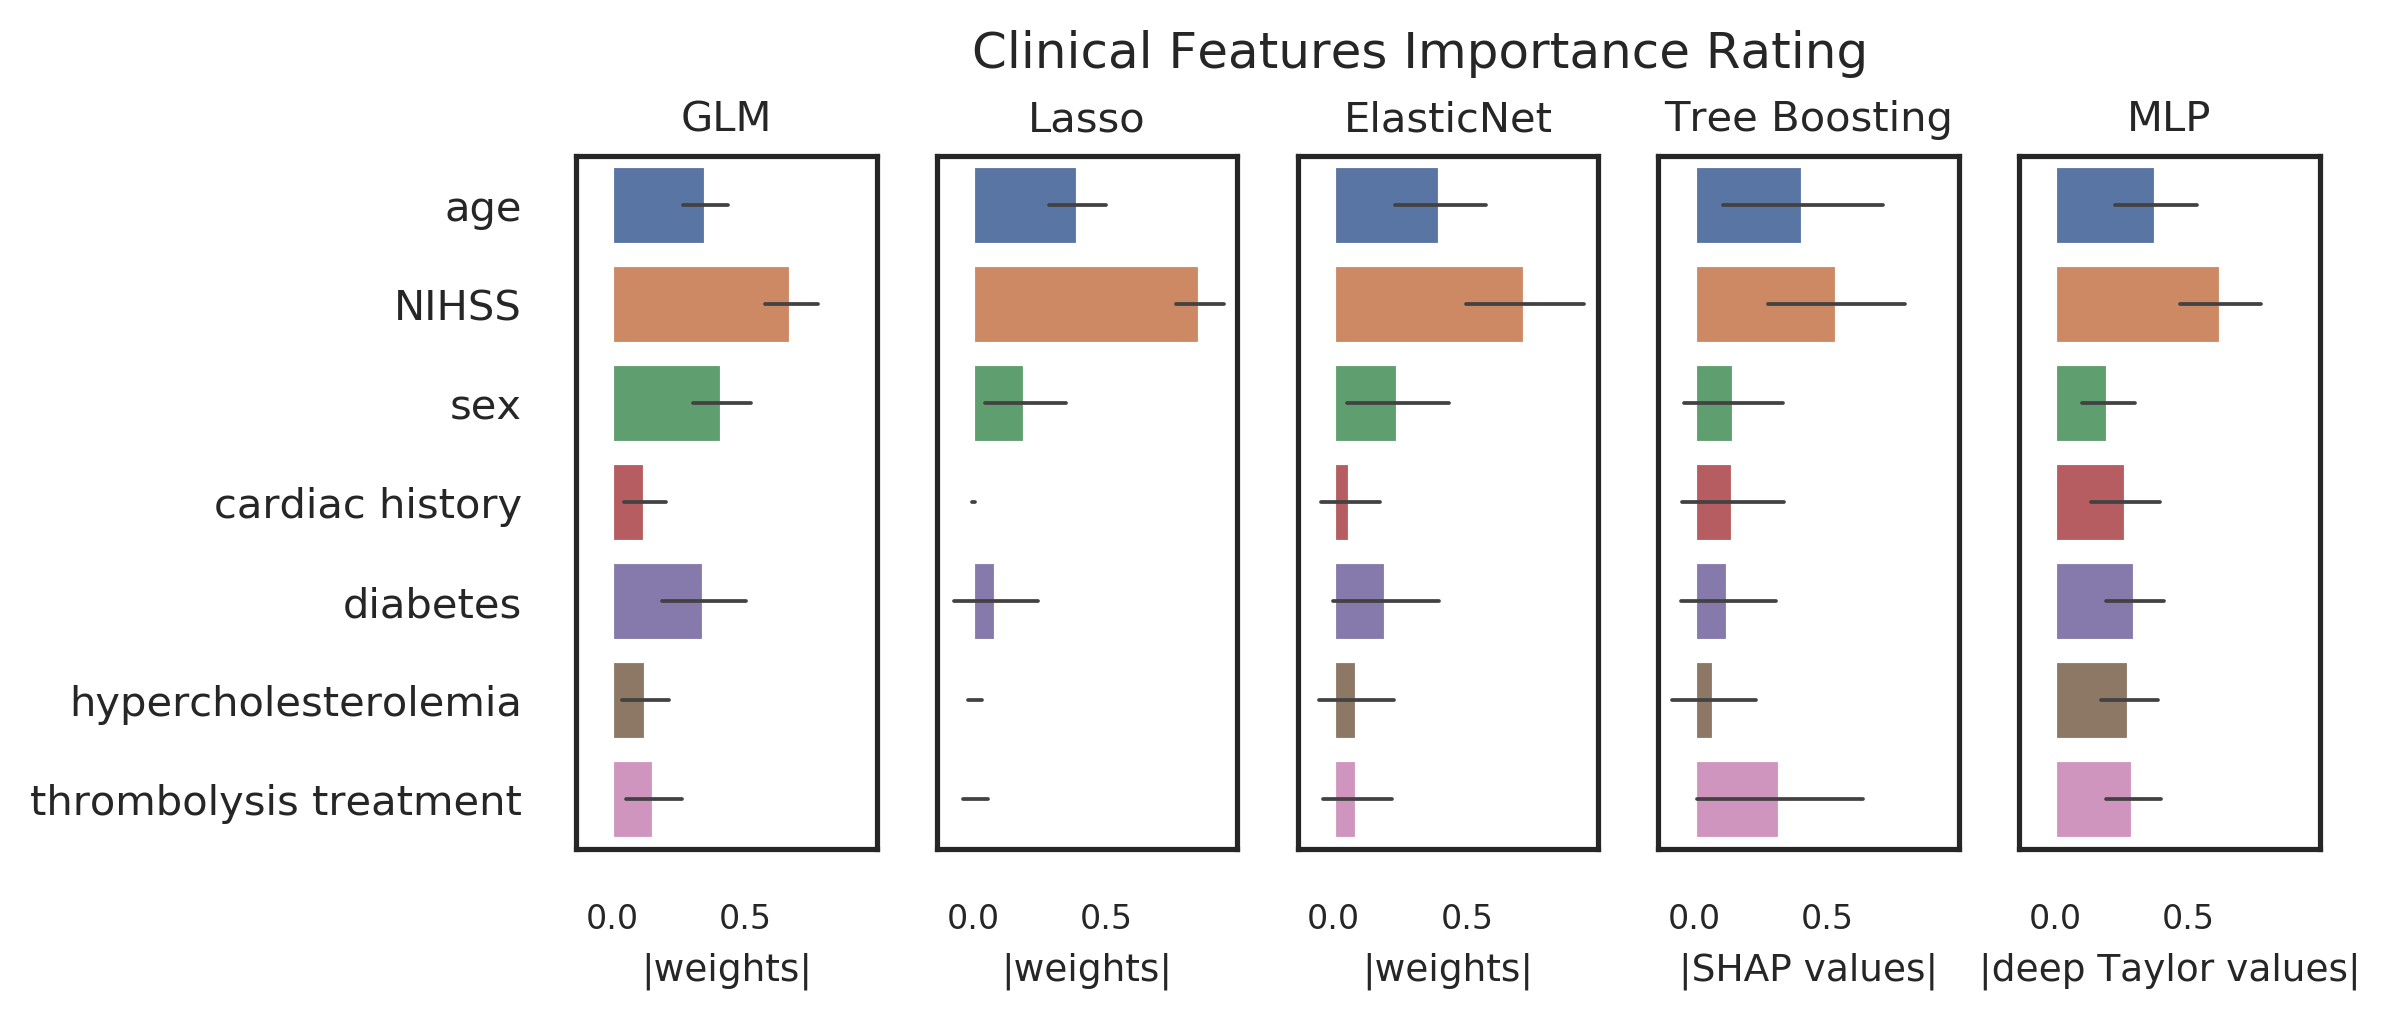 Clinical Features Importance Rating
GLM Lasso ElasticNet Tree Boosting MLP
age
NIHSS
sex
cardiac history
diabetes
hypercholesterolemia
thrombolysis treatment
0.0 0.5 0.0 0.5 0.0 0.5 0.0 0.5 0.0 0.5
|weights| |weights| |weights| |SHAP values| |deep Taylor values|